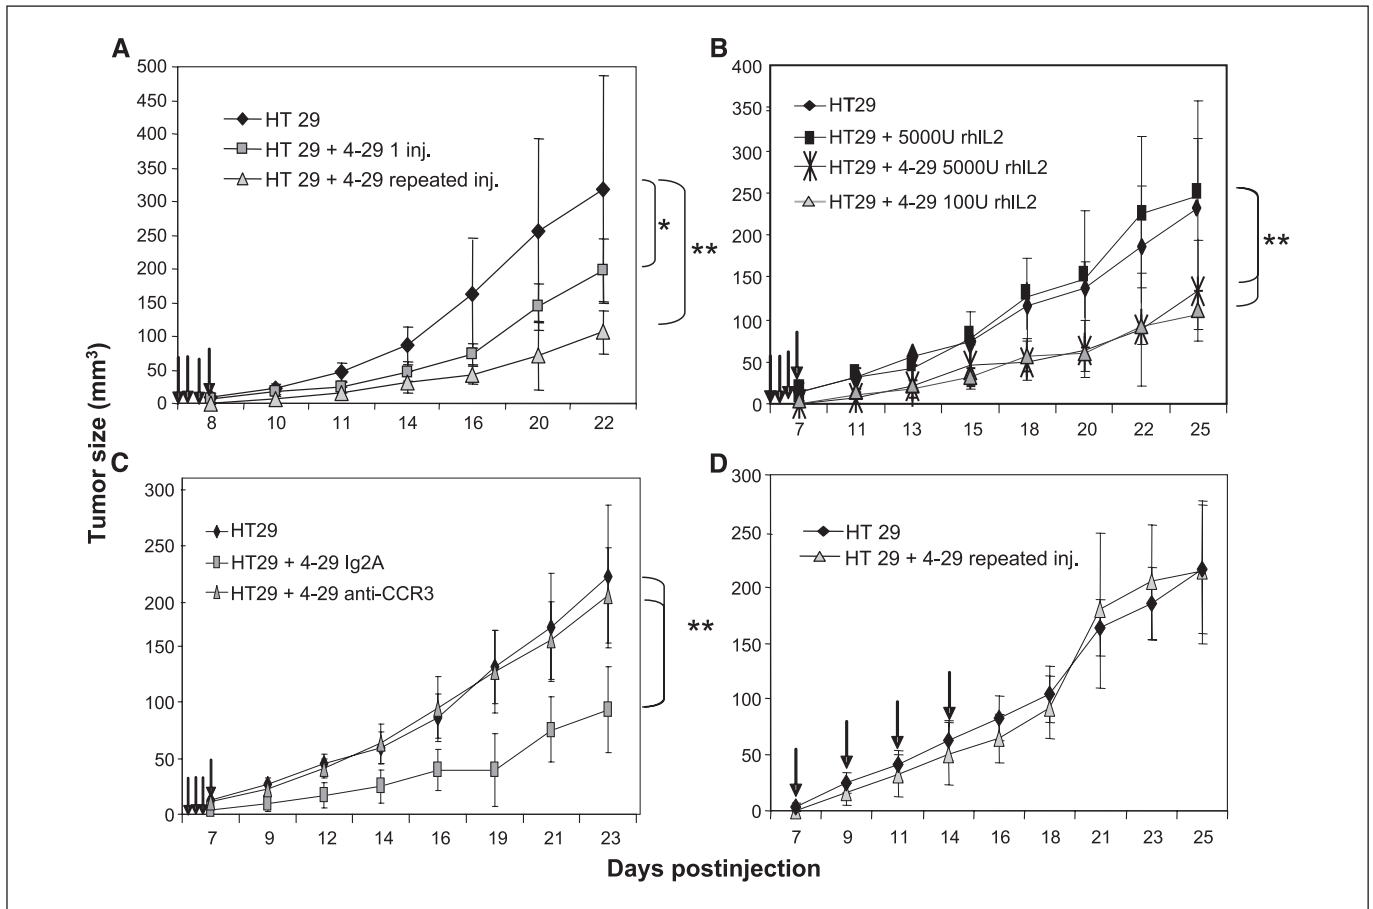 A
500
450
400
350
300
250
200
150
100
50
0
HT 29
HT 29 + 4-29 1 inj.
HT 29 + 4-29 repeated inj.
*
**
8 10 11 14 16 20 22
B
400
350
300
250
200
150
100
50
0
HT29
HT29 + 5000U rhIL2
HT29 + 4-29 5000U rhIL2
HT29 + 4-29 100U rhIL2
**
7 11 13 15 18 20 22 25
Tumor size (mm³)
C
300
250
200
150
100
50
0
HT29
HT29 + 4-29 Ig2A
HT29 + 4-29 anti-CCR3
**
7 9 12 14 16 19 21 23
D
300
250
200
150
100
50
0
HT 29
HT 29 + 4-29 repeated inj.
7 9 11 14 16 18 21 23 25
Days postinjection